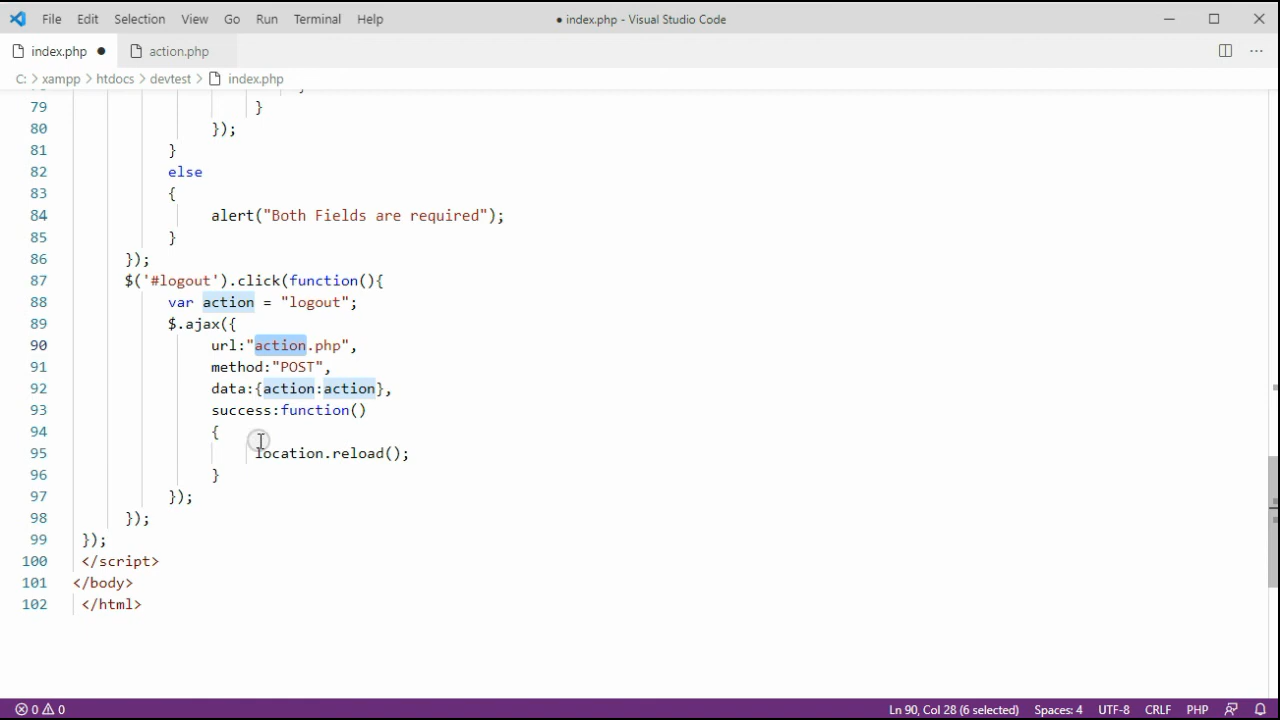 File Edit Selection View Go Run Terminal Help ● index.php - Visual Studio Code
index.php ● action.php
C: > xampp > htdocs > devtest > index.php
79 }
80 });
81 }
82 else
83 {
84 alert("Both Fields are required");
85 }
86 });
87 $('#logout').click(function(){
88 var action = "logout";
89 $.ajax({
90 url:"action.php",
91 method:"POST",
92 data:{action:action},
93 success:function()
94 {
95 location.reload();
96 }
97 });
98 });
99 });
100 </script>
101 </body>
102 </html>
0 0 Ln 90, Col 28 (6 selected) Spaces: 4 UTF-8 CRLF PHP